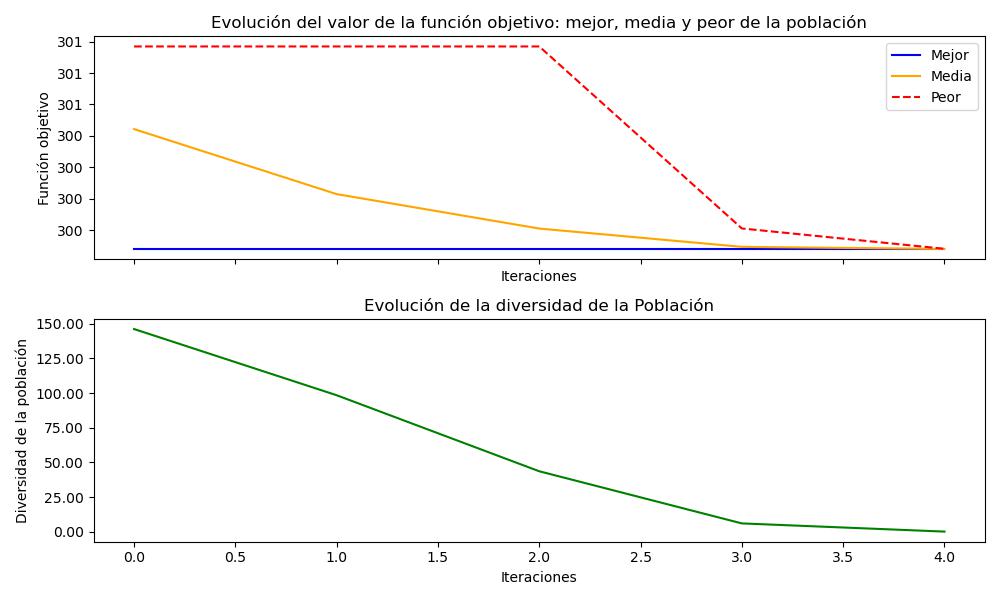 Evolución del valor de la función objetivo: mejor, media y peor de la población
301
301
301
300
300
300
300
Función objetivo
Mejor
Media
Peor
Iteraciones
Evolución de la diversidad de la Población
150.00
125.00
100.00
75.00
50.00
25.00
0.00
Diversidad de la población
0.0 0.5 1.0 1.5 2.0 2.5 3.0 3.5 4.0
Iteraciones